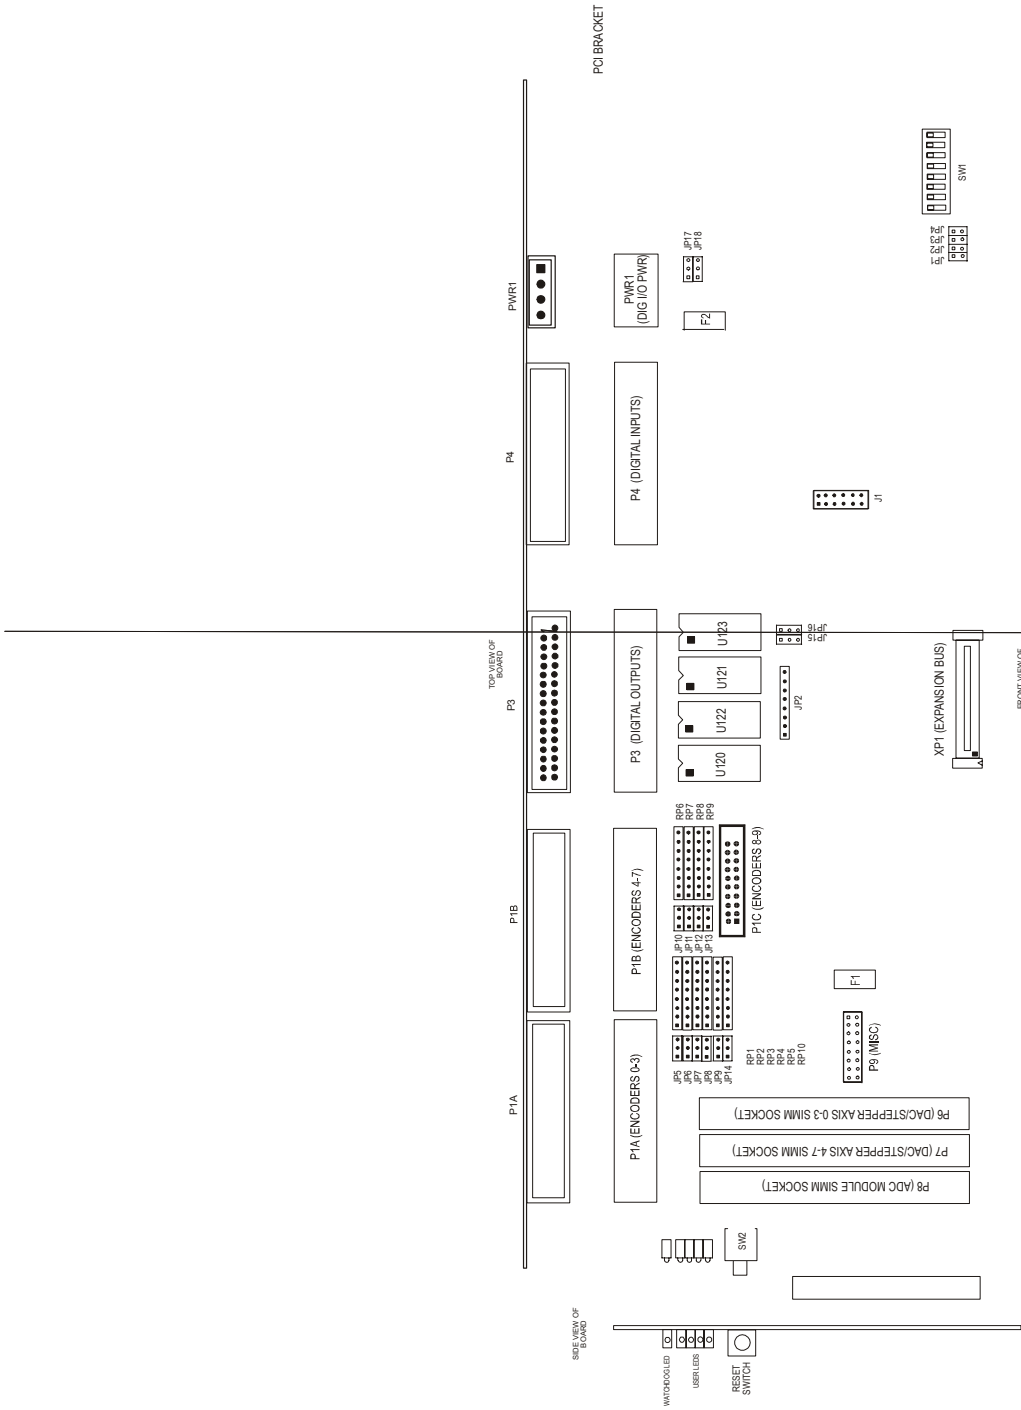 PCI BRACKET
SW1
JP4
JP3
JP2
JP1
JP17
JP18
PWR1
PWR1
(DIG I/O PWR)
F2
P4
P4 (DIGITAL INPUTS)
J1
TOP VIEW OF
BOARD
P3
P3 (DIGITAL OUTPUTS)
U123
U121
U122
U120
JP16
JP15
JP2
XP1 (EXPANSION BUS)
FRONT VIEW OF
RP6
RP7
RP8
RP9
P1B
P1B (ENCODERS 4-7)
P1C (ENCODERS 8-9)
JP10
JP11
JP12
JP13
F1
P9 (MISC)
P1A
P1A (ENCODERS 0-3)
JP5
JP6
JP7
JP8
JP9
JP14
RP1
RP2
RP3
RP4
RP5
RP10
P6 (DAC/STEPPER AXIS 0-3 SIMM SOCKET)
P7 (DAC/STEPPER AXIS 4-7 SIMM SOCKET)
P8 (ADC MODULE SIMM SOCKET)
SW2
SIDE VIEW OF
BOARD
WATCHDOG LED
USER LEDS
RESET
SWITCH